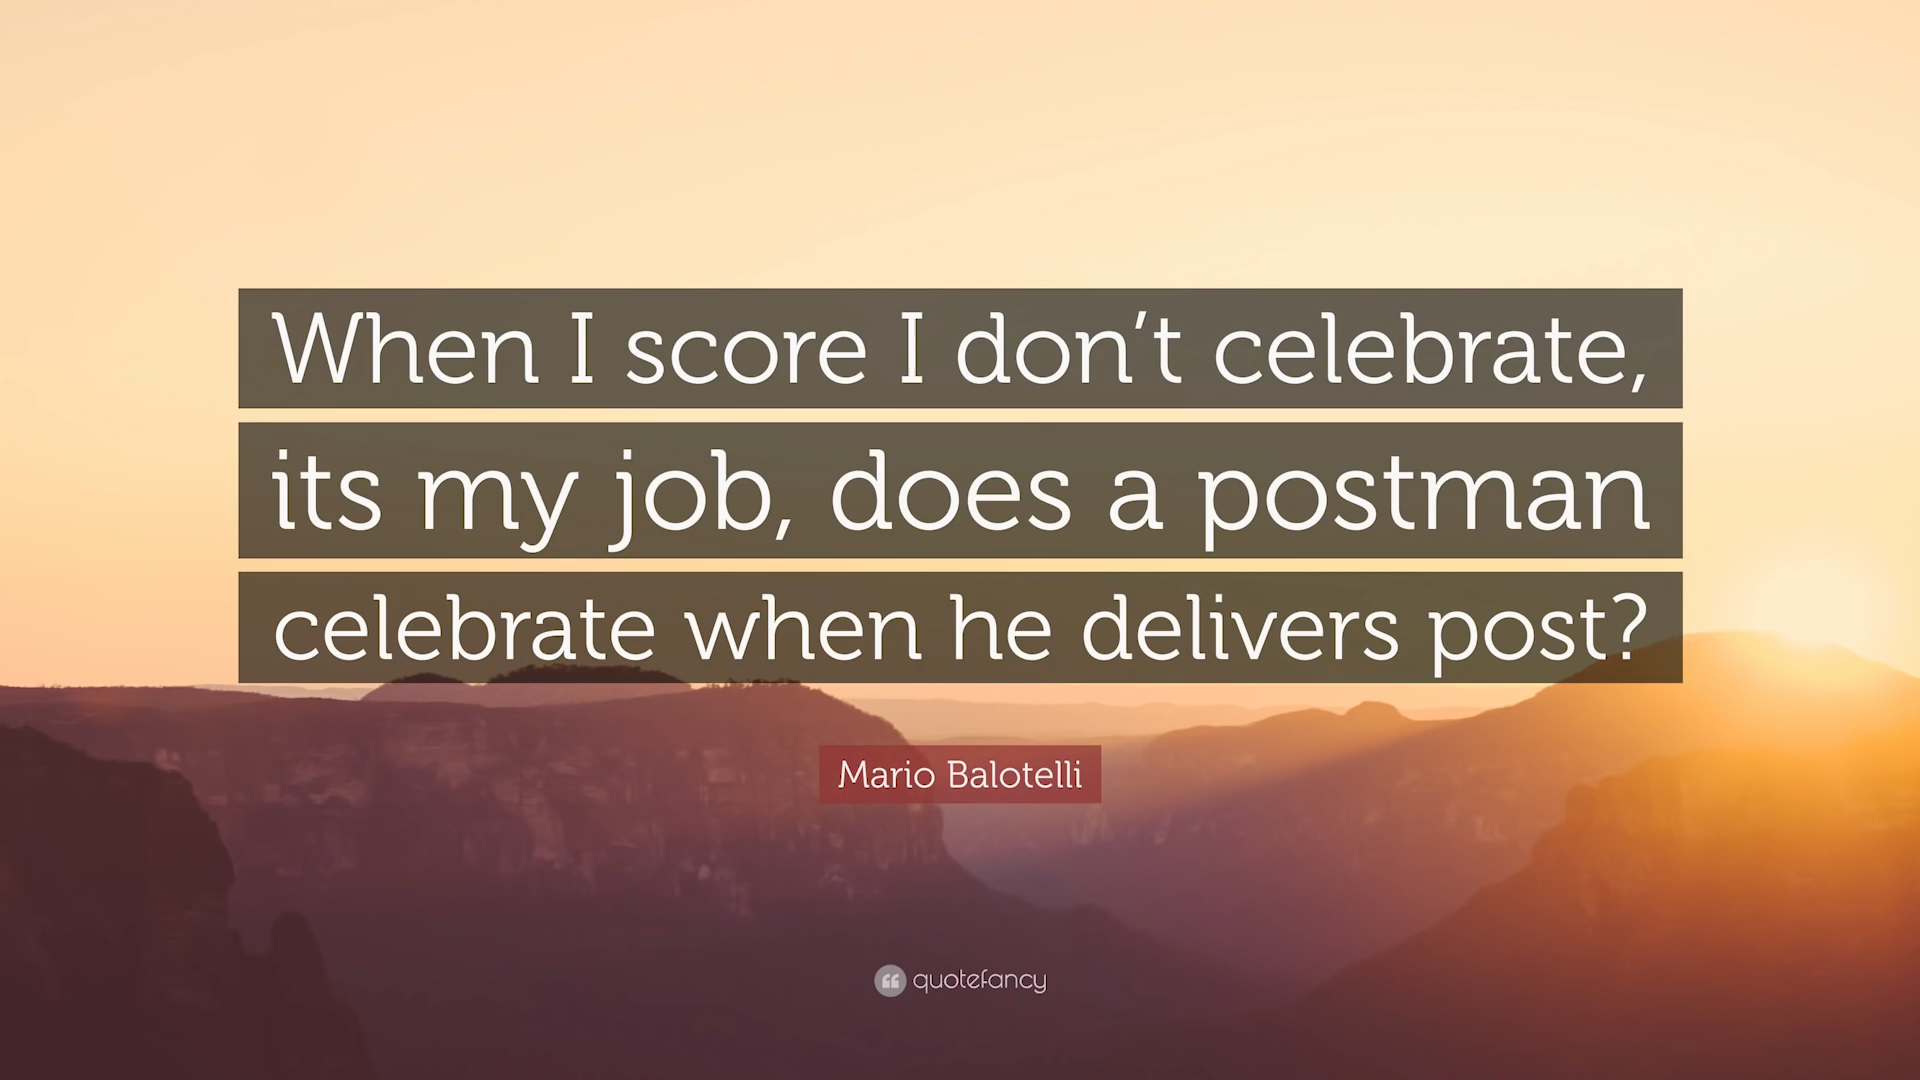 When I score I don’t celebrate,
its my job, does a postman
celebrate when he delivers post?
Mario Balotelli
quotefancy